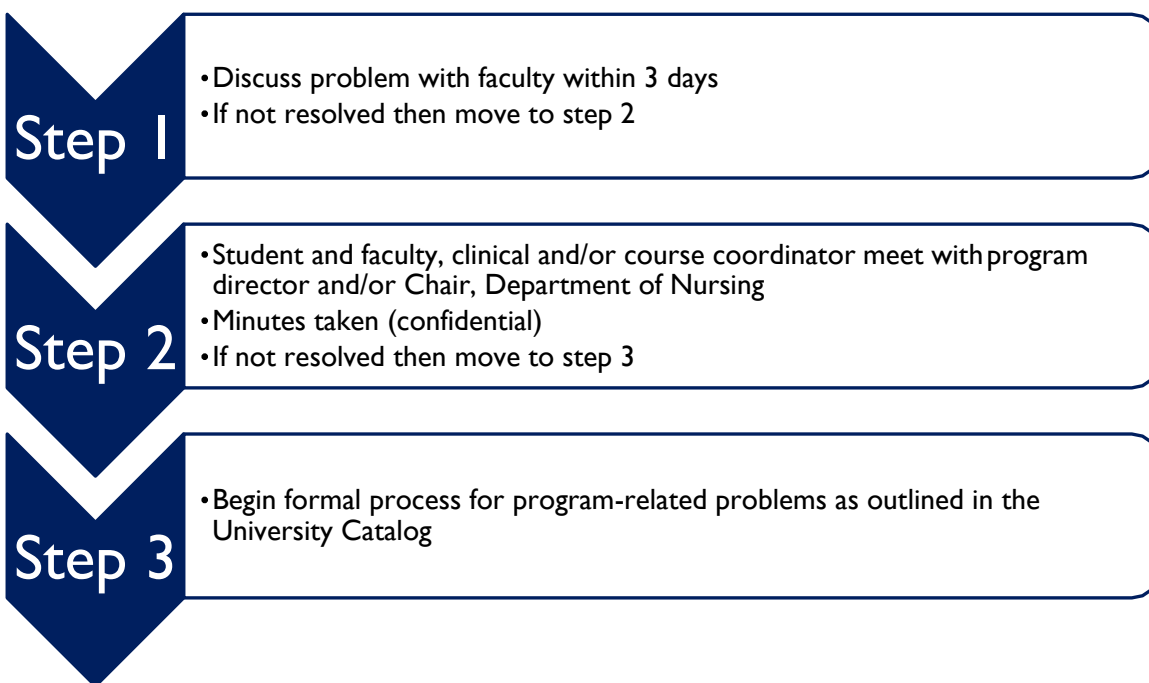 Step 1
•Discuss problem with faculty within 3 days
•If not resolved then move to step 2
Step 2
•Student and faculty, clinical and/or course coordinator meet with program
director and/or Chair, Department of Nursing
•Minutes taken (confidential)
•If not resolved then move to step 3
Step 3
•Begin formal process for program-related problems as outlined in the
University Catalog